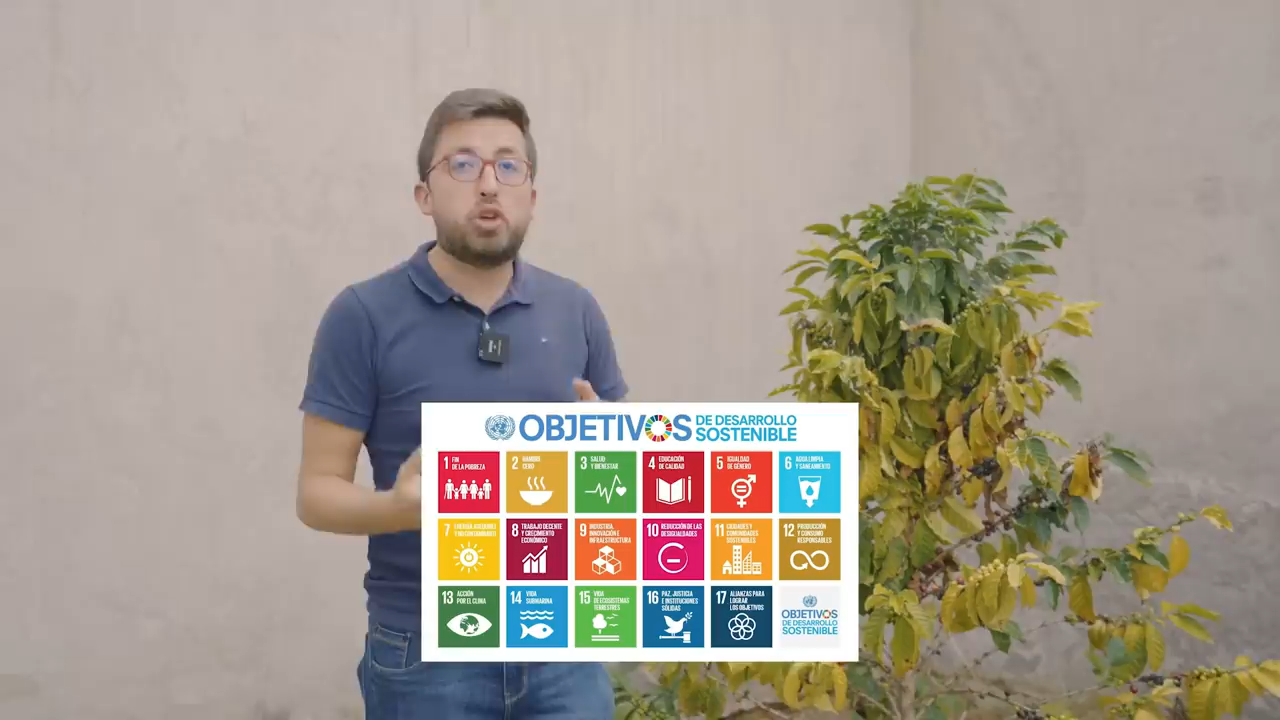 OBJETIVOS DE DESARROLLO SOSTENIBLE
1 FIN
DE LA POBREZA
2 HAMBRE
CERO
3 SALUD
Y BIENESTAR
4 EDUCACIÓN
DE CALIDAD
5 IGUALDAD
DE GÉNERO
6 AGUA LIMPIA
Y SANEAMIENTO
7 ENERGÍA ASEQUIBLE
Y NO CONTAMINANTE
8 TRABAJO DECENTE
Y CRECIMIENTO
ECONÓMICO
9 INDUSTRIA,
INNOVACIÓN E
INFRAESTRUCTURA
10 REDUCCIÓN DE LAS
DESIGUALDADES
11 CIUDADES Y
COMUNIDADES
SOSTENIBLES
12 PRODUCCIÓN
Y CONSUMO
RESPONSABLES
13 ACCIÓN
POR EL CLIMA
14 VIDA
SUBMARINA
15 VIDA
DE ECOSISTEMAS
TERRESTRES
16 PAZ, JUSTICIA
E INSTITUCIONES
SÓLIDAS
17 ALIANZAS PARA
LOGRAR
LOS OBJETIVOS
OBJETIVOS
DE DESARROLLO
SOSTENIBLE